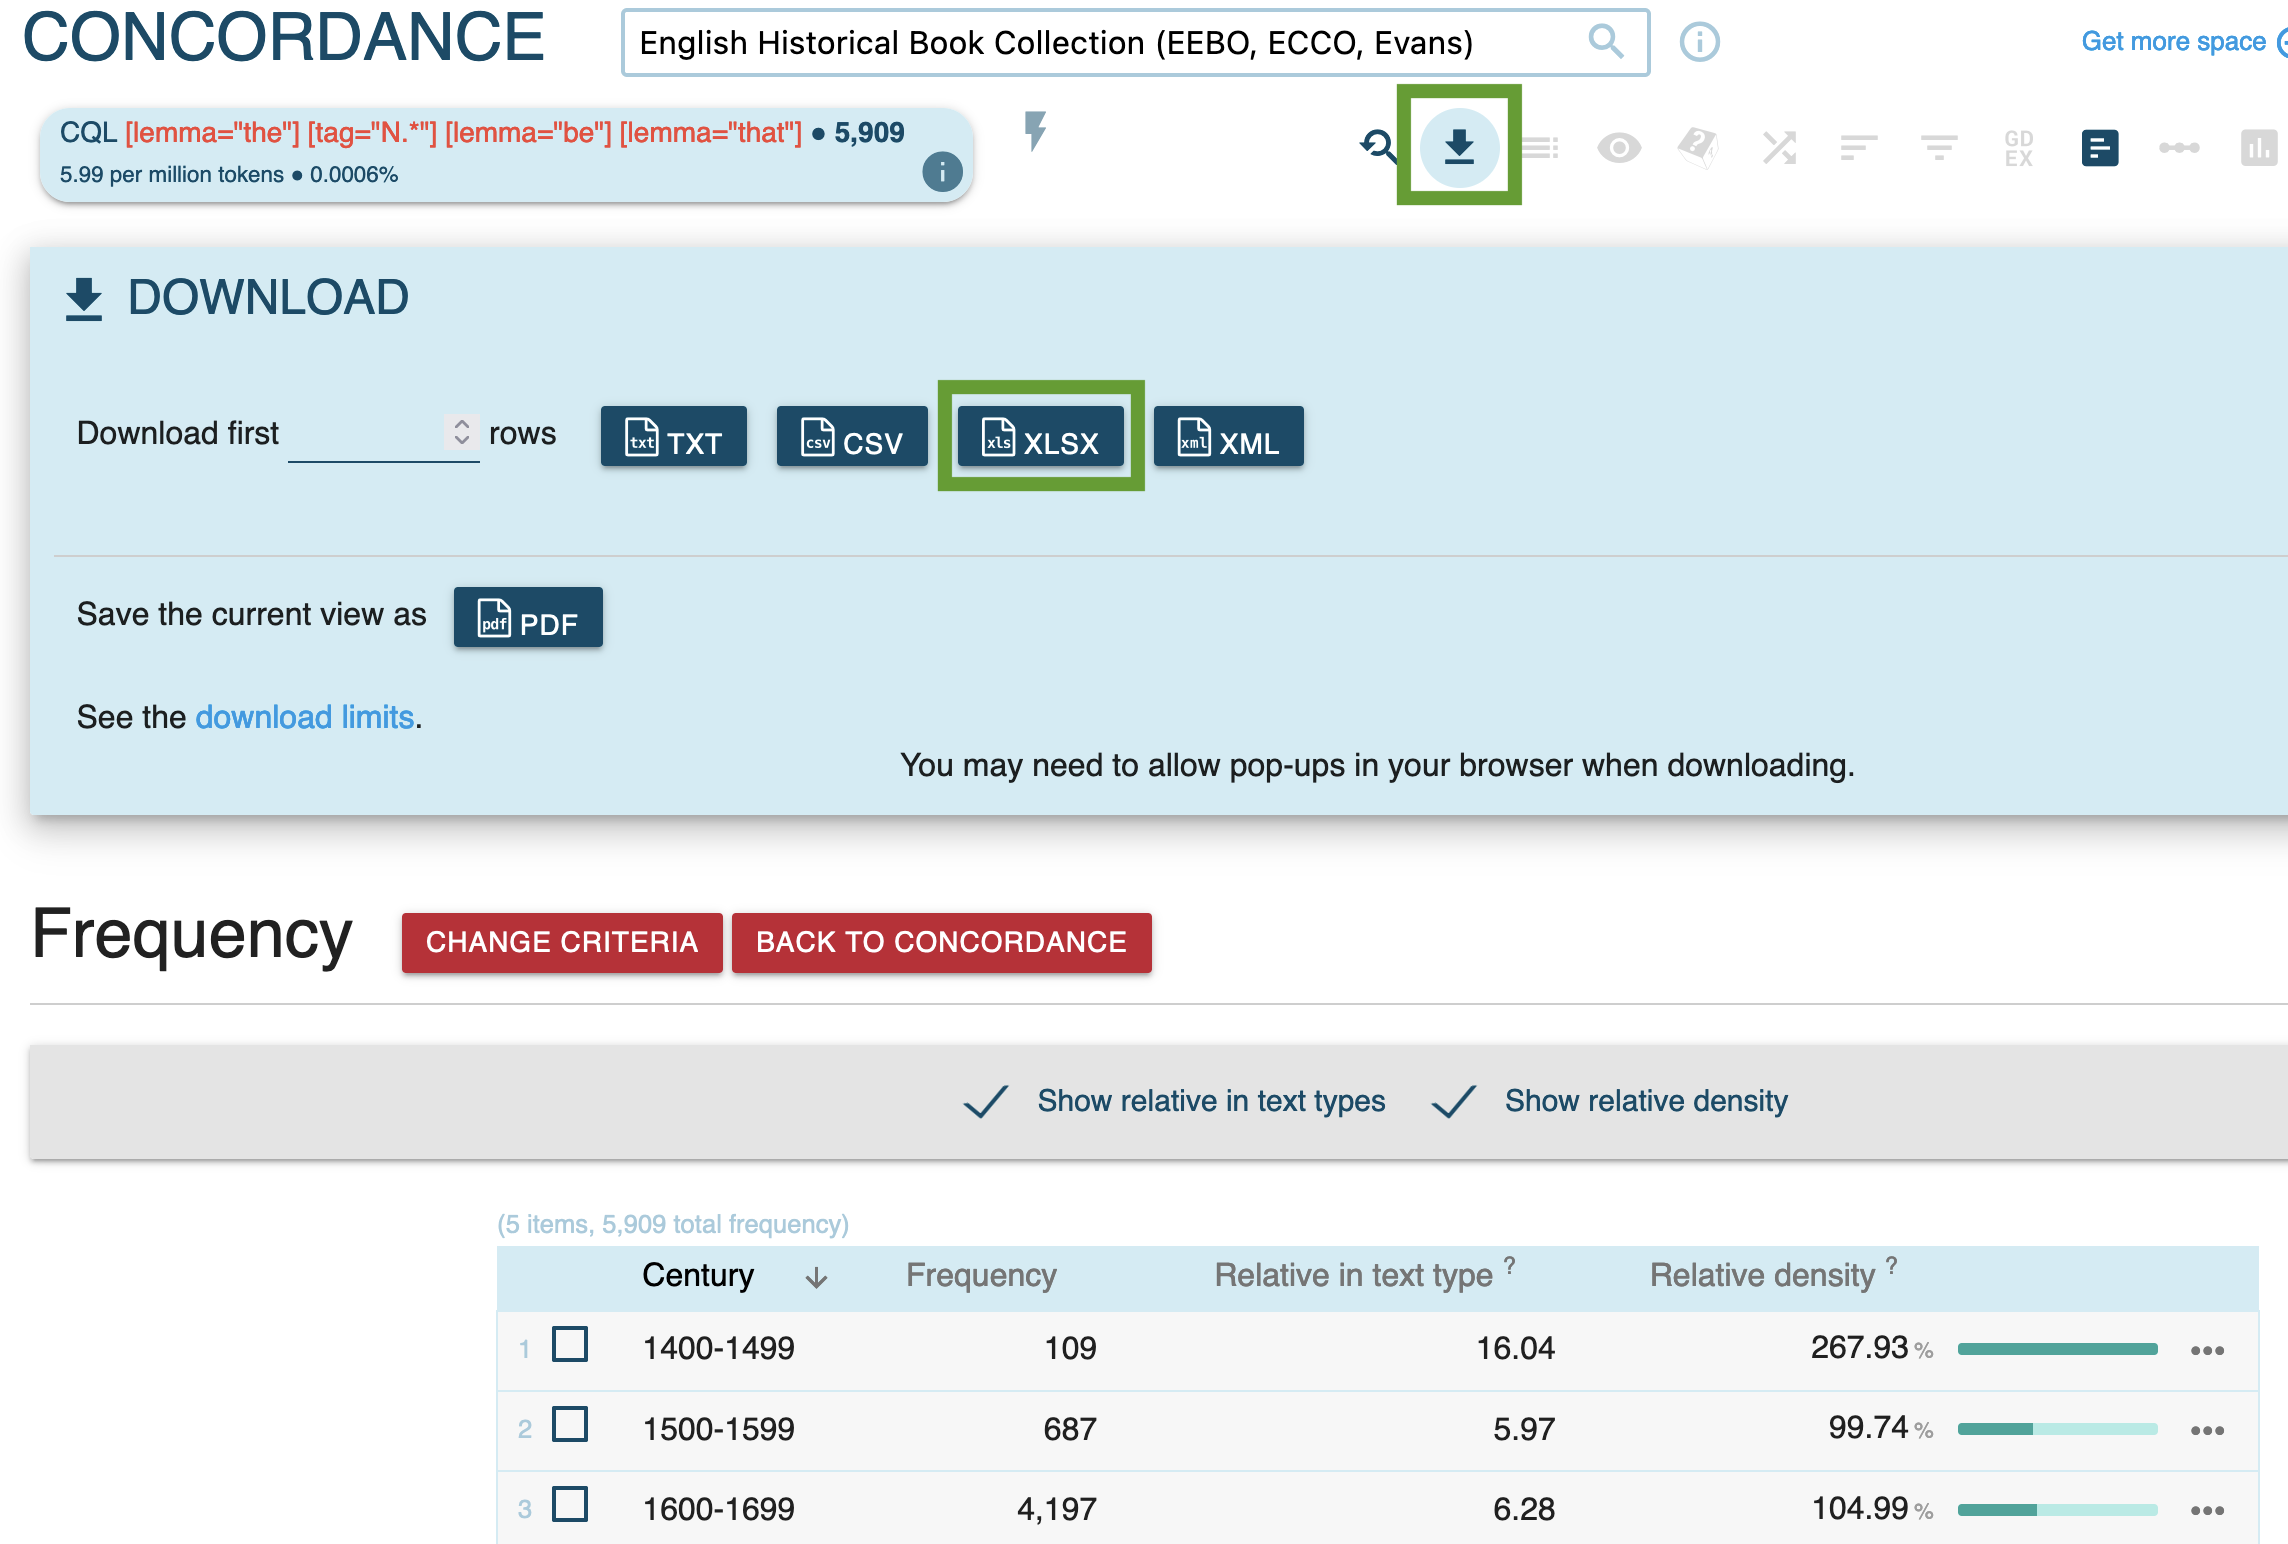 CONCORDANCE
English Historical Book Collection (EEBO, ECCO, Evans)
Get more space
CQL [lemma="the"] [tag="N.*"] [lemma="be"] [lemma="that"] ● 5,909
5.99 per million tokens ● 0.0006%
i
GD
EX
DOWNLOAD
Download first rows
txt TXT
csv CSV
xls XLSX
xml XML
Save the current view as
pdf PDF
See the download limits.
You may need to allow pop-ups in your browser when downloading.
Frequency
CHANGE CRITERIA
BACK TO CONCORDANCE
Show relative in text types
Show relative density
(5 items, 5,909 total frequency)
Century ↓ Frequency Relative in text type ? Relative density ?
1 1400-1499 109 16.04 267.93 % •••
2 1500-1599 687 5.97 99.74 % •••
3 1600-1699 4,197 6.28 104.99 % •••